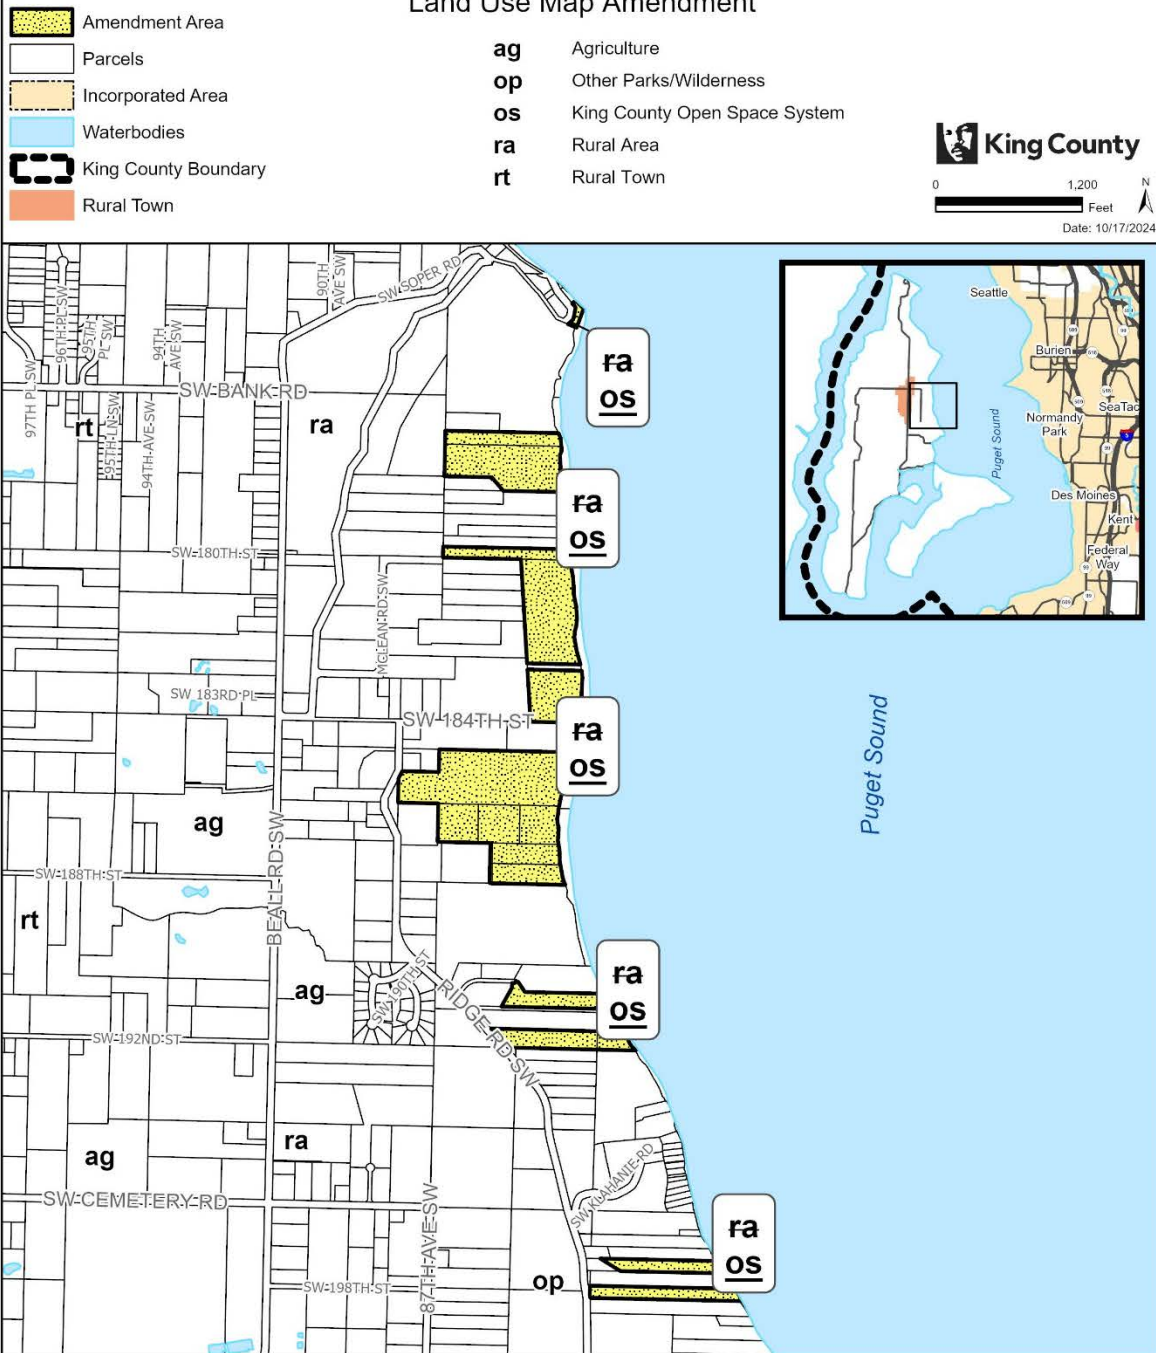 Land Use Map Amendment
Amendment Area
Parcels
Incorporated Area
Waterbodies
King County Boundary
Rural Town
ag Agriculture
op Other Parks/Wilderness
os King County Open Space System
ra Rural Area
rt Rural Town
King County
0 1,200
Feet
N
Date: 10/17/2024
97TH PL SW
96TH PL SW
95TH
PL SW
94TH
AVE SW
90TH
AVE SW
SW SOPER RD
SW BANK RD
rt
95TH LN SW
94TH AVE SW
ra
ra
os
ra
os
SW 180TH ST
MCLEAN RD SW
SW 183RD PL
SW 184TH ST
ra
os
ag
BEALL RD SW
SW 188TH ST
rt
ag
SW 190TH ST
RIDGE RD SW
ra
os
SW 192ND ST
ag
ra
SW CEMETERY RD
87TH AVE SW
SW KLAHANIE RD
SW 198TH ST
op
ra
os
Puget Sound
Seattle
Burien
SeaTac
Normandy
Park
Puget Sound
Des Moines
Kent
Federal
Way